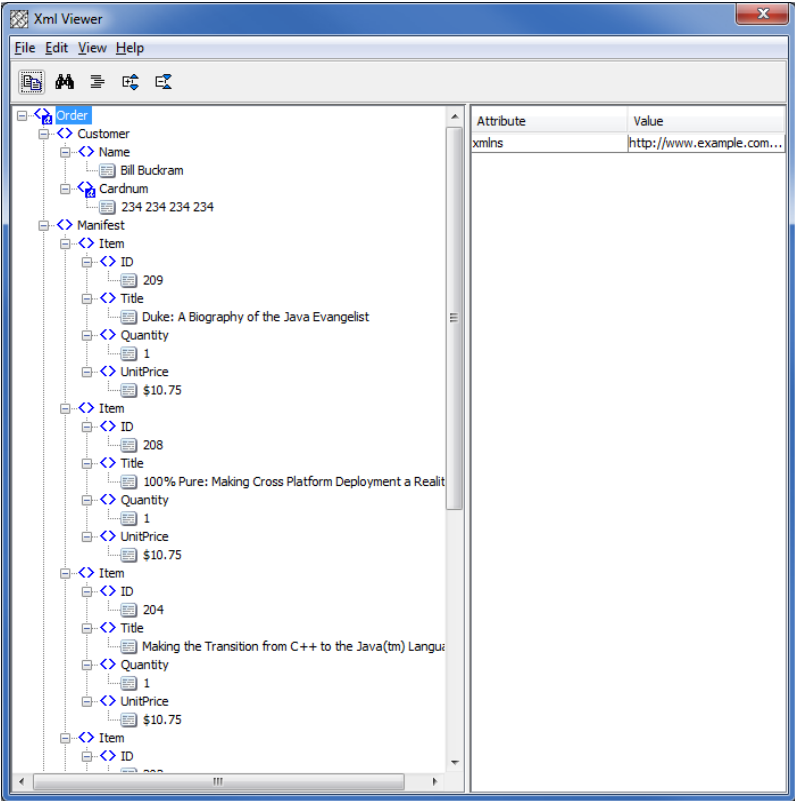 Xml Viewer
File Edit View Help
Order
Customer
Name
Bill Buckram
Cardnum
234 234 234 234
Manifest
Item
ID
209
Title
Duke: A Biography of the Java Evangelist
Quantity
1
UnitPrice
$10.75
Item
ID
208
Title
100% Pure: Making Cross Platform Deployment a Realit
Quantity
1
UnitPrice
$10.75
Item
ID
204
Title
Making the Transition from C++ to the Java(tm) Langua
Quantity
1
UnitPrice
$10.75
Item
ID
Attribute Value
xmlns http://www.example.com...